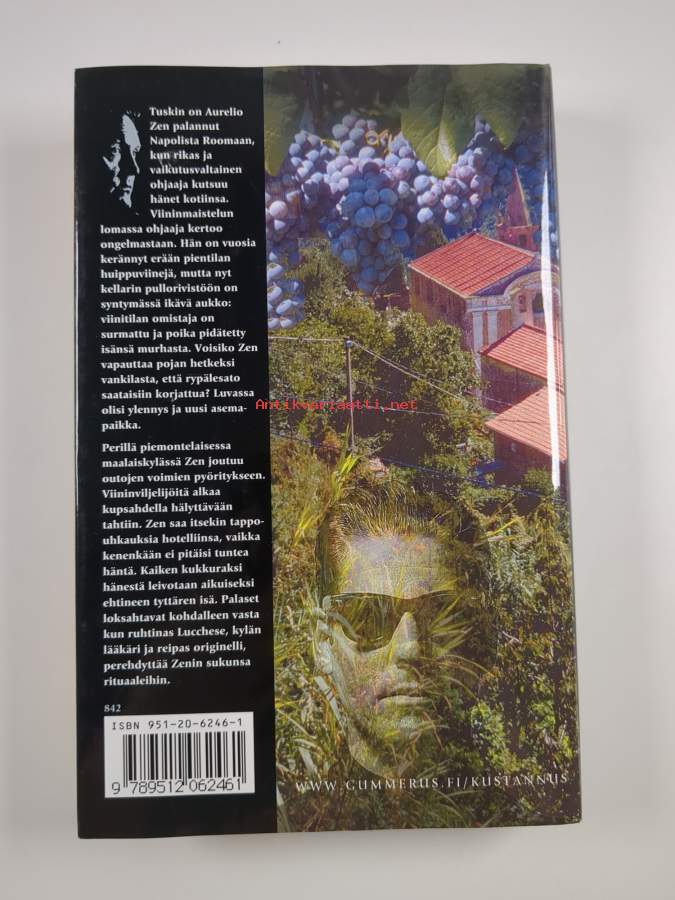 Tuskin on Aurelio
Zen palannut
Napolista Roomaan,
kun rikas ja
vaikutusvaltainen
ohjaaja kutsuu
hänet kotiinsa.
Viininmaistelun
lomassa ohjaaja kertoo
ongelmastaan. Hän on vuosia
kerännyt erään pientilan
huippuviinejä, mutta nyt
kellarin pullorivistöön on
syntymässä ikävä aukko:
viinitilan omistaja on
surmattu ja poika pidätetty
isänsä murhasta. Voisiko Zen
vapauttaa pojan hetkeksi
vankilasta, että rypälesato
saataisiin korjattua? Luvassa
olisi ylennys ja uusi asema-
paikka.
Perillä piemontelaisessa
maalaiskylässä Zen joutuu
outojen voimien pyöritykseen.
Viininviljelijöitä alkaa
kupsahdella hälyttävään
tahtiin. Zen saa itsekin tappo-
uhkauksia hotelliinsa, vaikka
kenenkään ei pitäisi tuntea
häntä. Kaiken kukkuraksi
hänestä leivotaan aikuiseksi
ehtineen tyttären isä. Palaset
loksahtavat kohdalleen vasta
kun ruhtinas Lucchese, kylän
lääkäri ja reipas originelli,
perehdyttää Zenin sukunsa
rituaaleihin.
842
ISBN 951-20-6246-1
9 789512 062461
WWW.GUMMERUS.FI/KUSTANNUS
Antikvariaatti.net